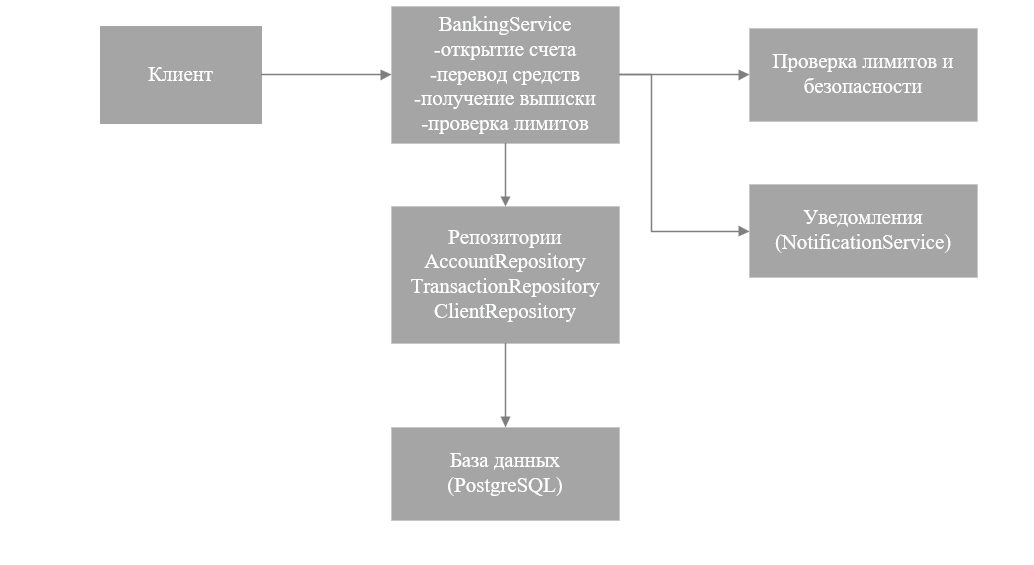 Клиент
BankingService
-открытие счета
-перевод средств
-получение выписки
-проверка лимитов
Проверка лимитов и
безопасности
Уведомления
(NotificationService)
Репозитории
AccountRepository
TransactionRepository
ClientRepository
База данных
(PostgreSQL)